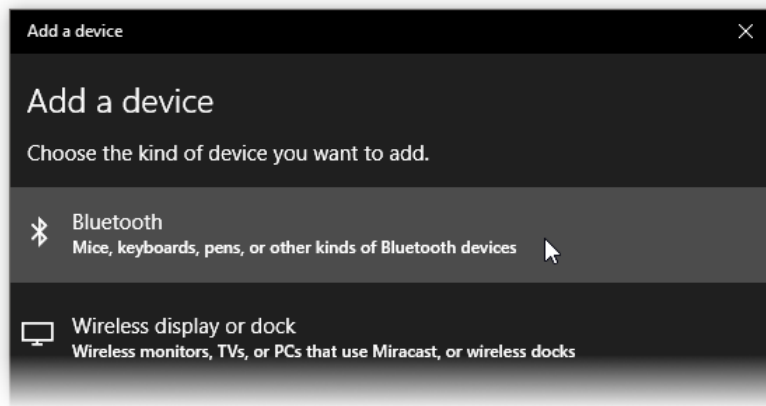 Add a device
Add a device
Choose the kind of device you want to add.
Bluetooth
Mice, keyboards, pens, or other kinds of Bluetooth devices
Wireless display or dock
Wireless monitors, TVs, or PCs that use Miracast, or wireless docks